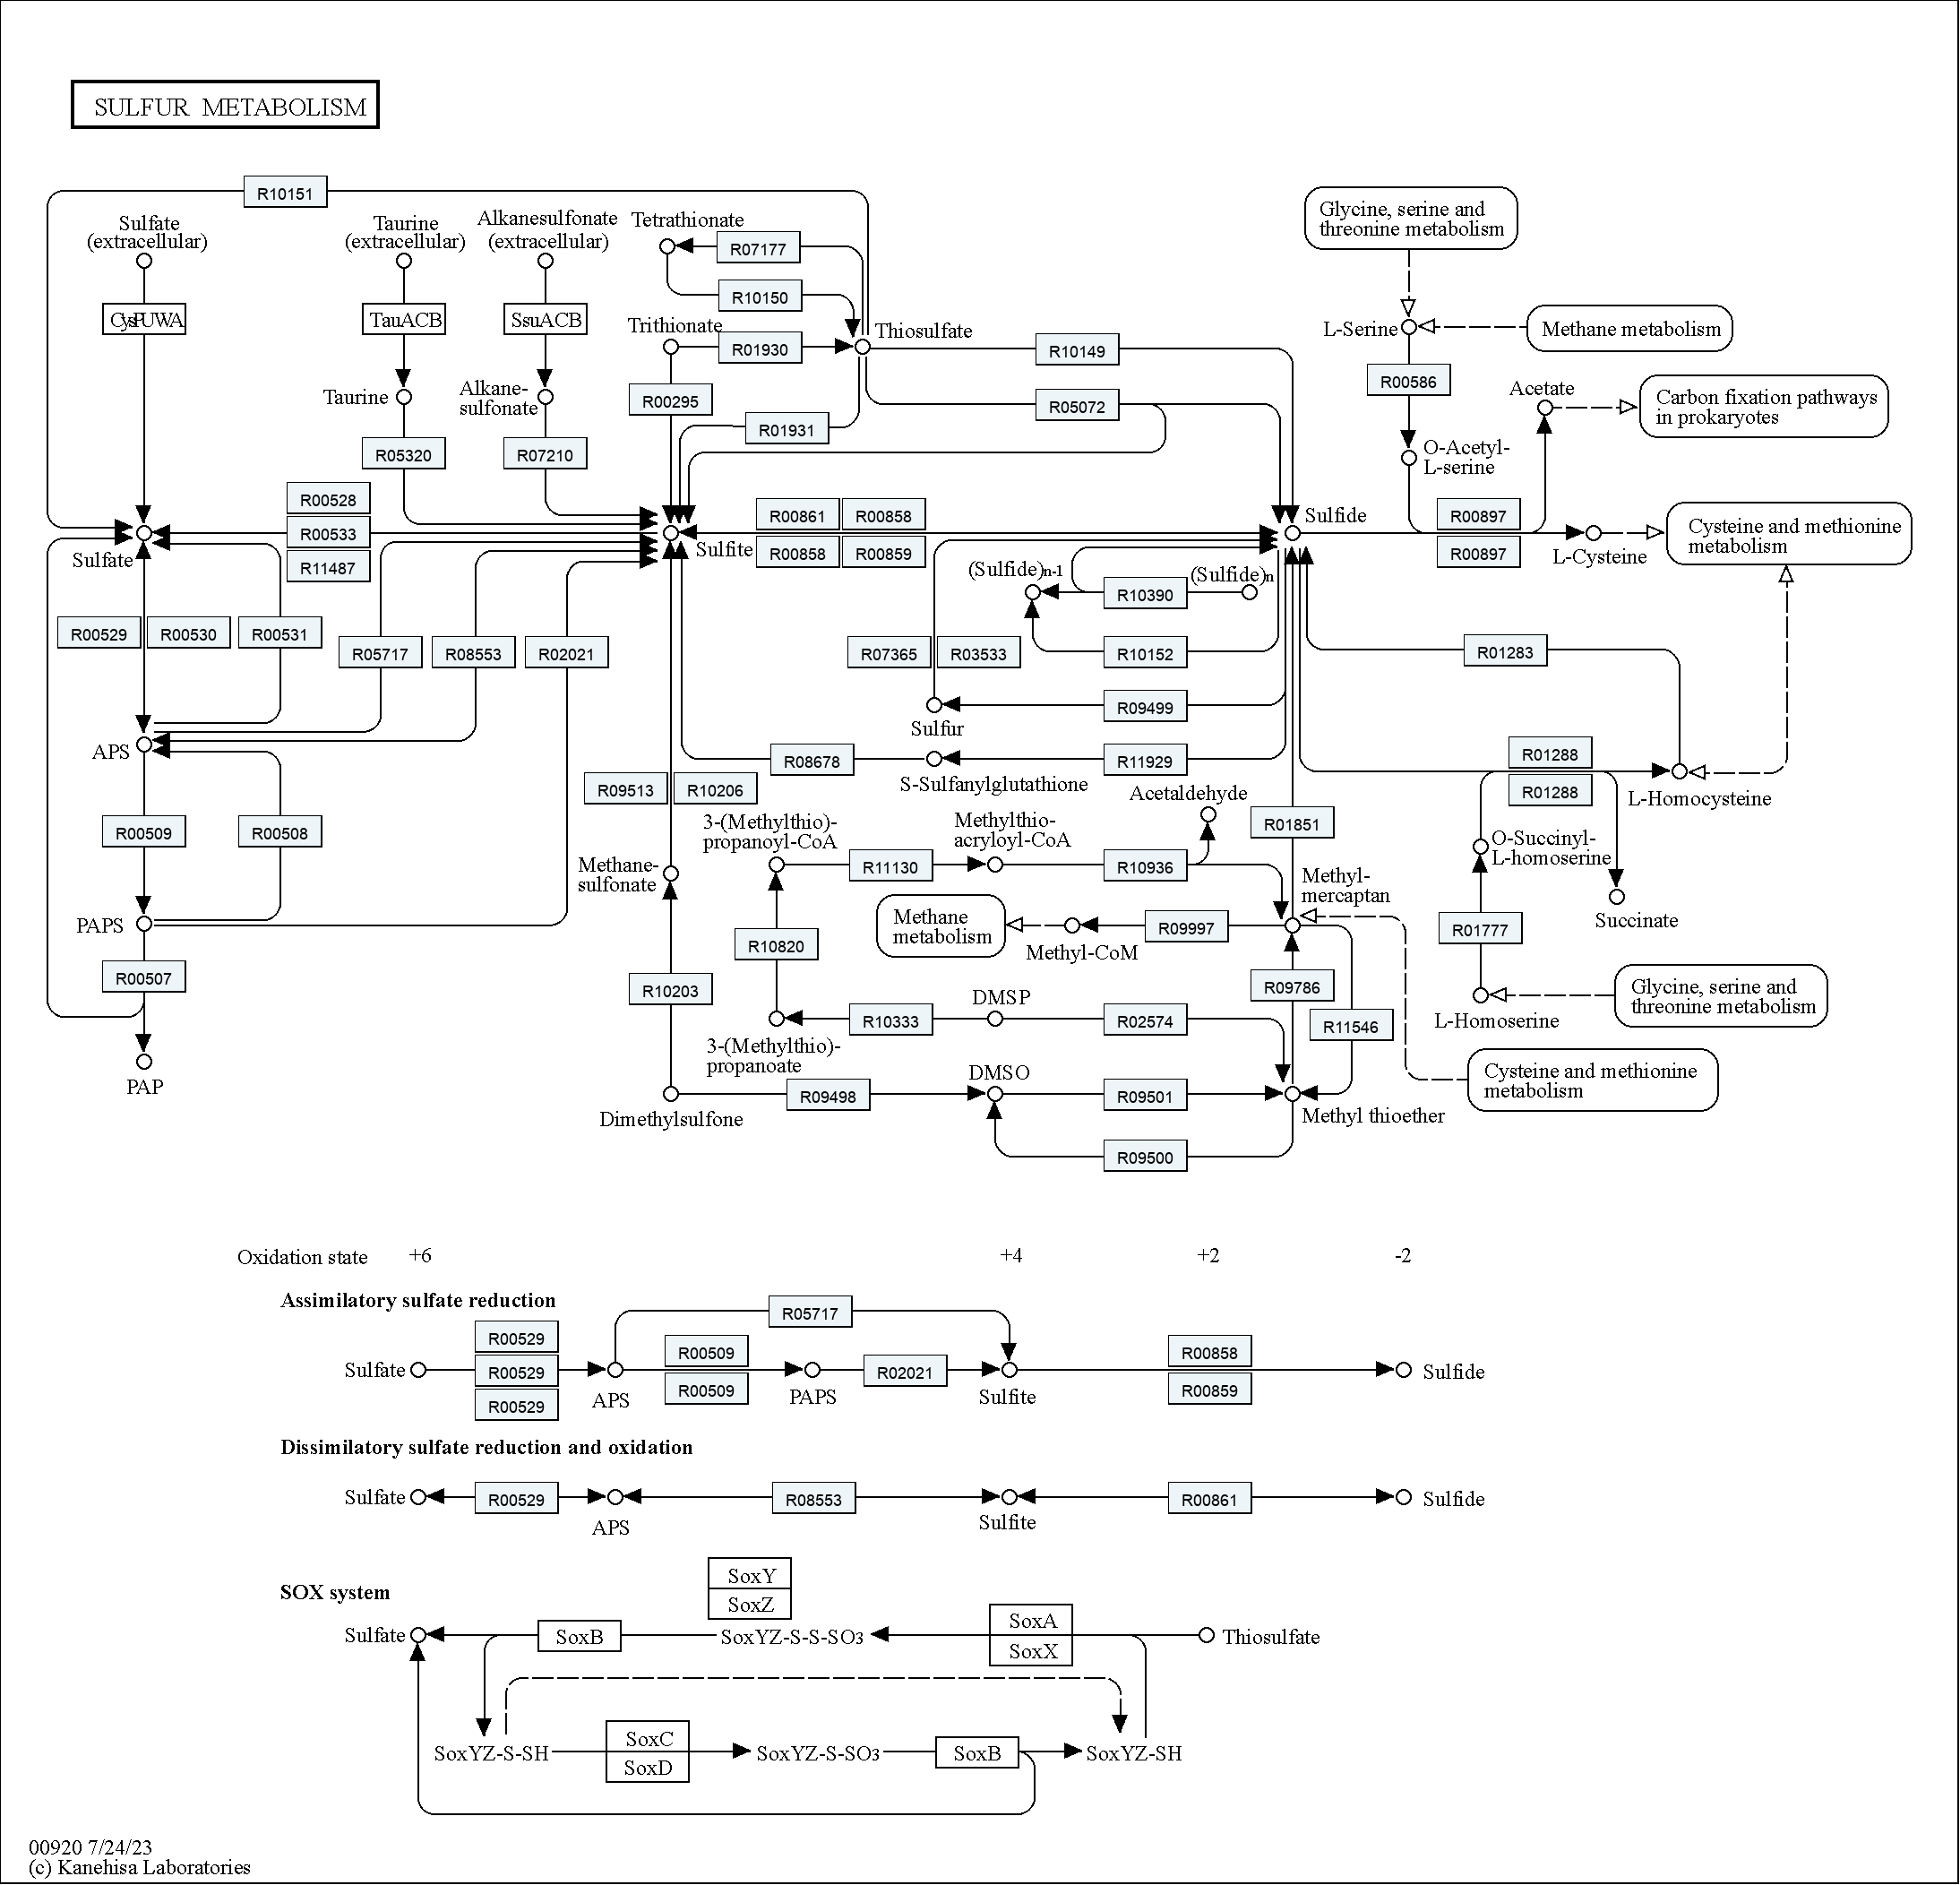 SULFUR METABOLISM
R10151
Sulfate
(extracellular)
Taurine
(extracellular)
Alkanesulfonate
(extracellular)
Tetrathionate
R07177
R10150
CysPUWA
TauACB
SsuACB
Trithionate
R01930
Thiosulfate
R10149
Glycine, serine and
threonine metabolism
L-Serine
Methane metabolism
R00586
Taurine
Alkane-
sulfonate
R00295
R01931
R05072
Acetate
Carbon fixation pathways
in prokaryotes
R05320
R07210
O-Acetyl-
L-serine
R00528
R00533
R11487
Sulfate
Sulfite
R00861
R00858
R00858
R00859
Sulfide
R00897
R00897
L-Cysteine
Cysteine and methionine
metabolism
(Sulfide)n-1
R10390
(Sulfide)n
R00529
R00530
R00531
R05717
R08553
R02021
R07365
R03533
R10152
R01283
R09499
Sulfur
APS
R08678
S-Sulfanylglutathione
R11929
R01288
R01288
L-Homocysteine
R09513
R10206
R00509
R00508
3-(Methylthio)-
propanoyl-CoA
Methylthio-
acryloyl-CoA
Acetaldehyde
R01851
Methane-
sulfonate
R11130
R10936
Methyl-
mercaptan
O-Succinyl-
L-homoserine
Succinate
PAPS
Methane
metabolism
Methyl-CoM
R09997
R10820
R01777
R00507
R10203
R09786
DMSP
R10333
R02574
R11546
L-Homoserine
Glycine, serine and
threonine metabolism
3-(Methylthio)-
propanoate
PAP
DMSO
Cysteine and methionine
metabolism
Dimethylsulfone
R09498
R09501
Methyl thioether
R09500
Oxidation state +6 +4 +2 -2
Assimilatory sulfate reduction
R05717
R00529
R00529
R00529
R00509
R00509
R02021
R00858
R00859
Sulfate
APS
PAPS
Sulfite
Sulfide
Dissimilatory sulfate reduction and oxidation
Sulfate
R00529
APS
R08553
Sulfite
R00861
Sulfide
SOX system
SoxY
SoxZ
Sulfate
SoxB
SoxYZ-S-S-SO3
SoxA
SoxX
Thiosulfate
SoxYZ-S-SH
SoxC
SoxD
SoxYZ-S-SO3
SoxB
SoxYZ-SH
00920 7/24/23
(c) Kanehisa Laboratories